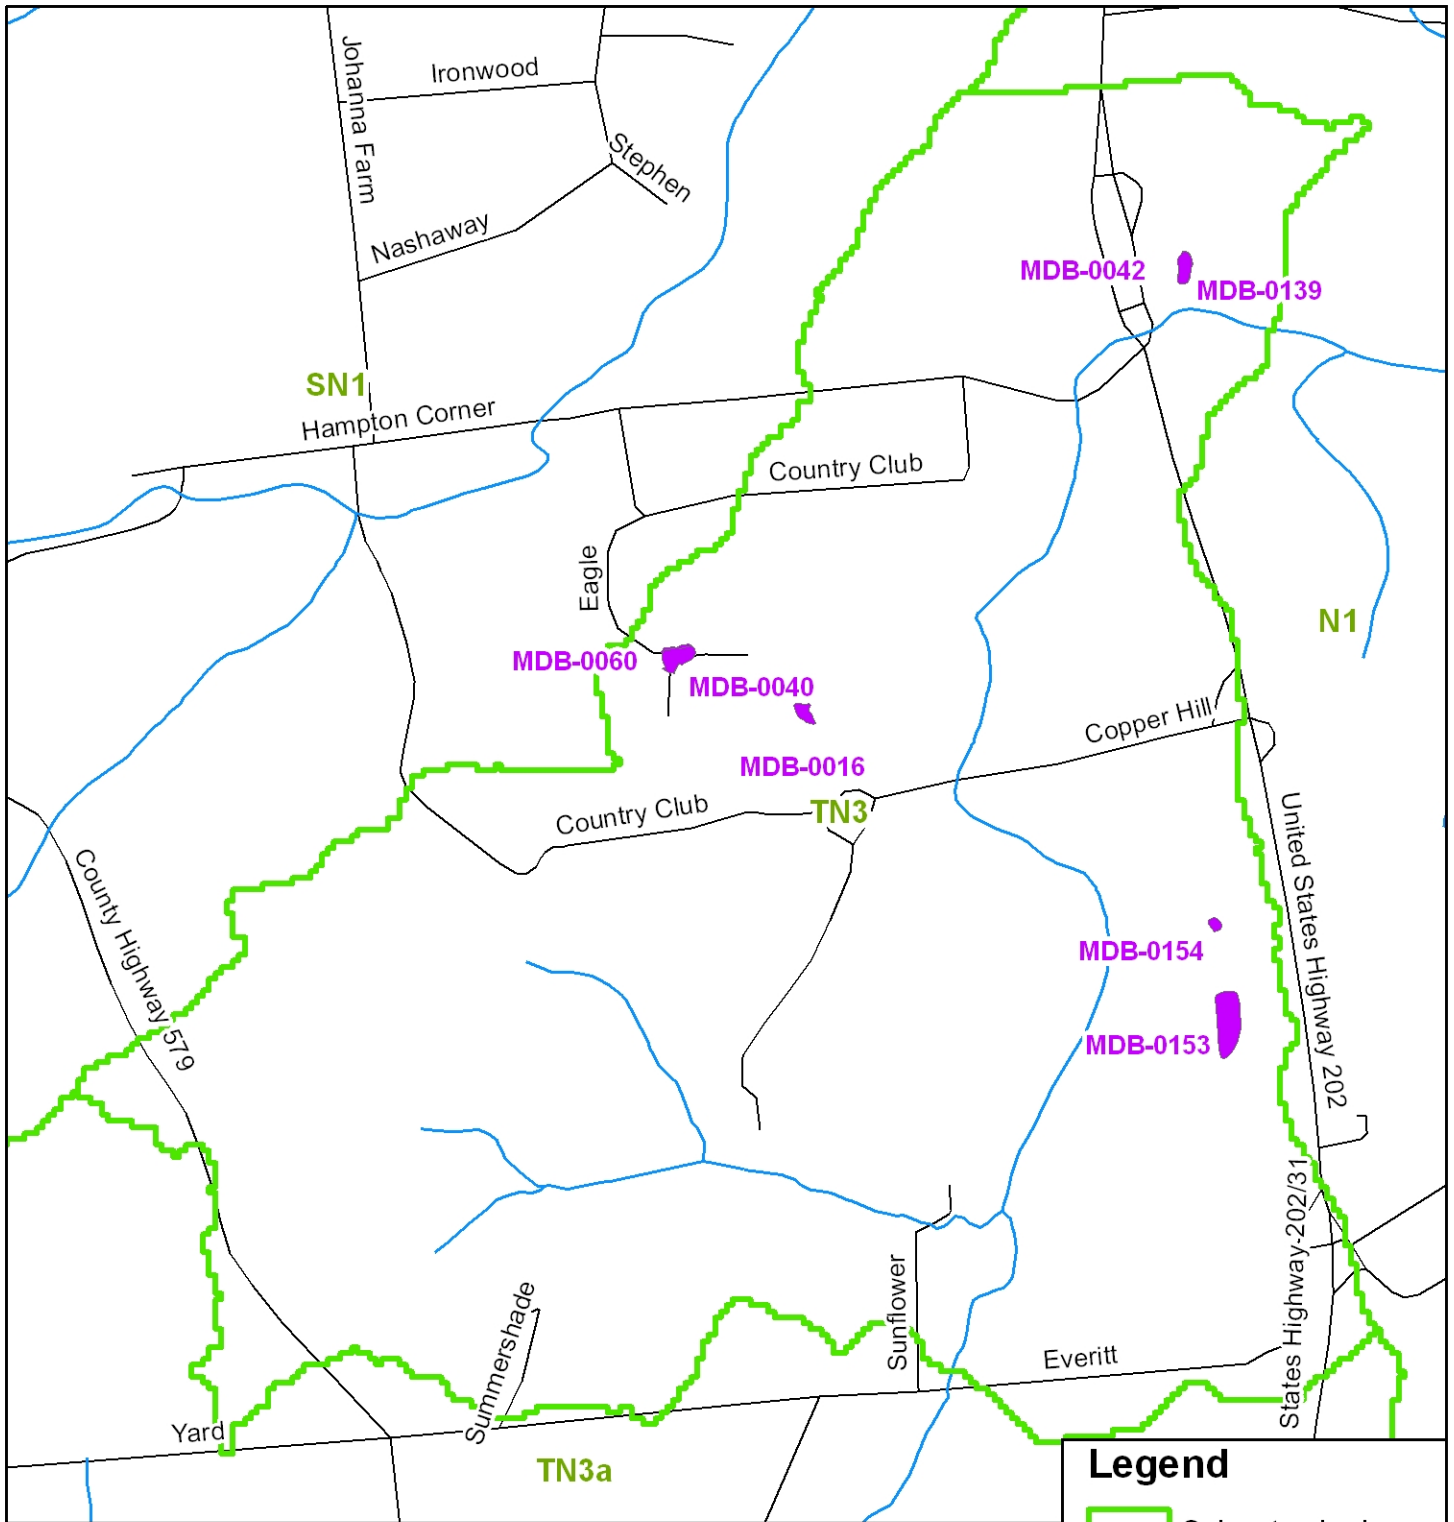 Johanna Farm
Ironwood
Stephen
Nashaway
MDB-0042
MDB-0139
SN1
Hampton Corner
Country Club
Eagle
N1
MDB-0060
MDB-0040
Copper Hill
MDB-0016
TN3
Country Club
County Highway 579
United States Highway 202
MDB-0154
MDB-0153
States Highway-202/31
Summershade
Sunflower
Everitt
Yard
TN3a
Legend